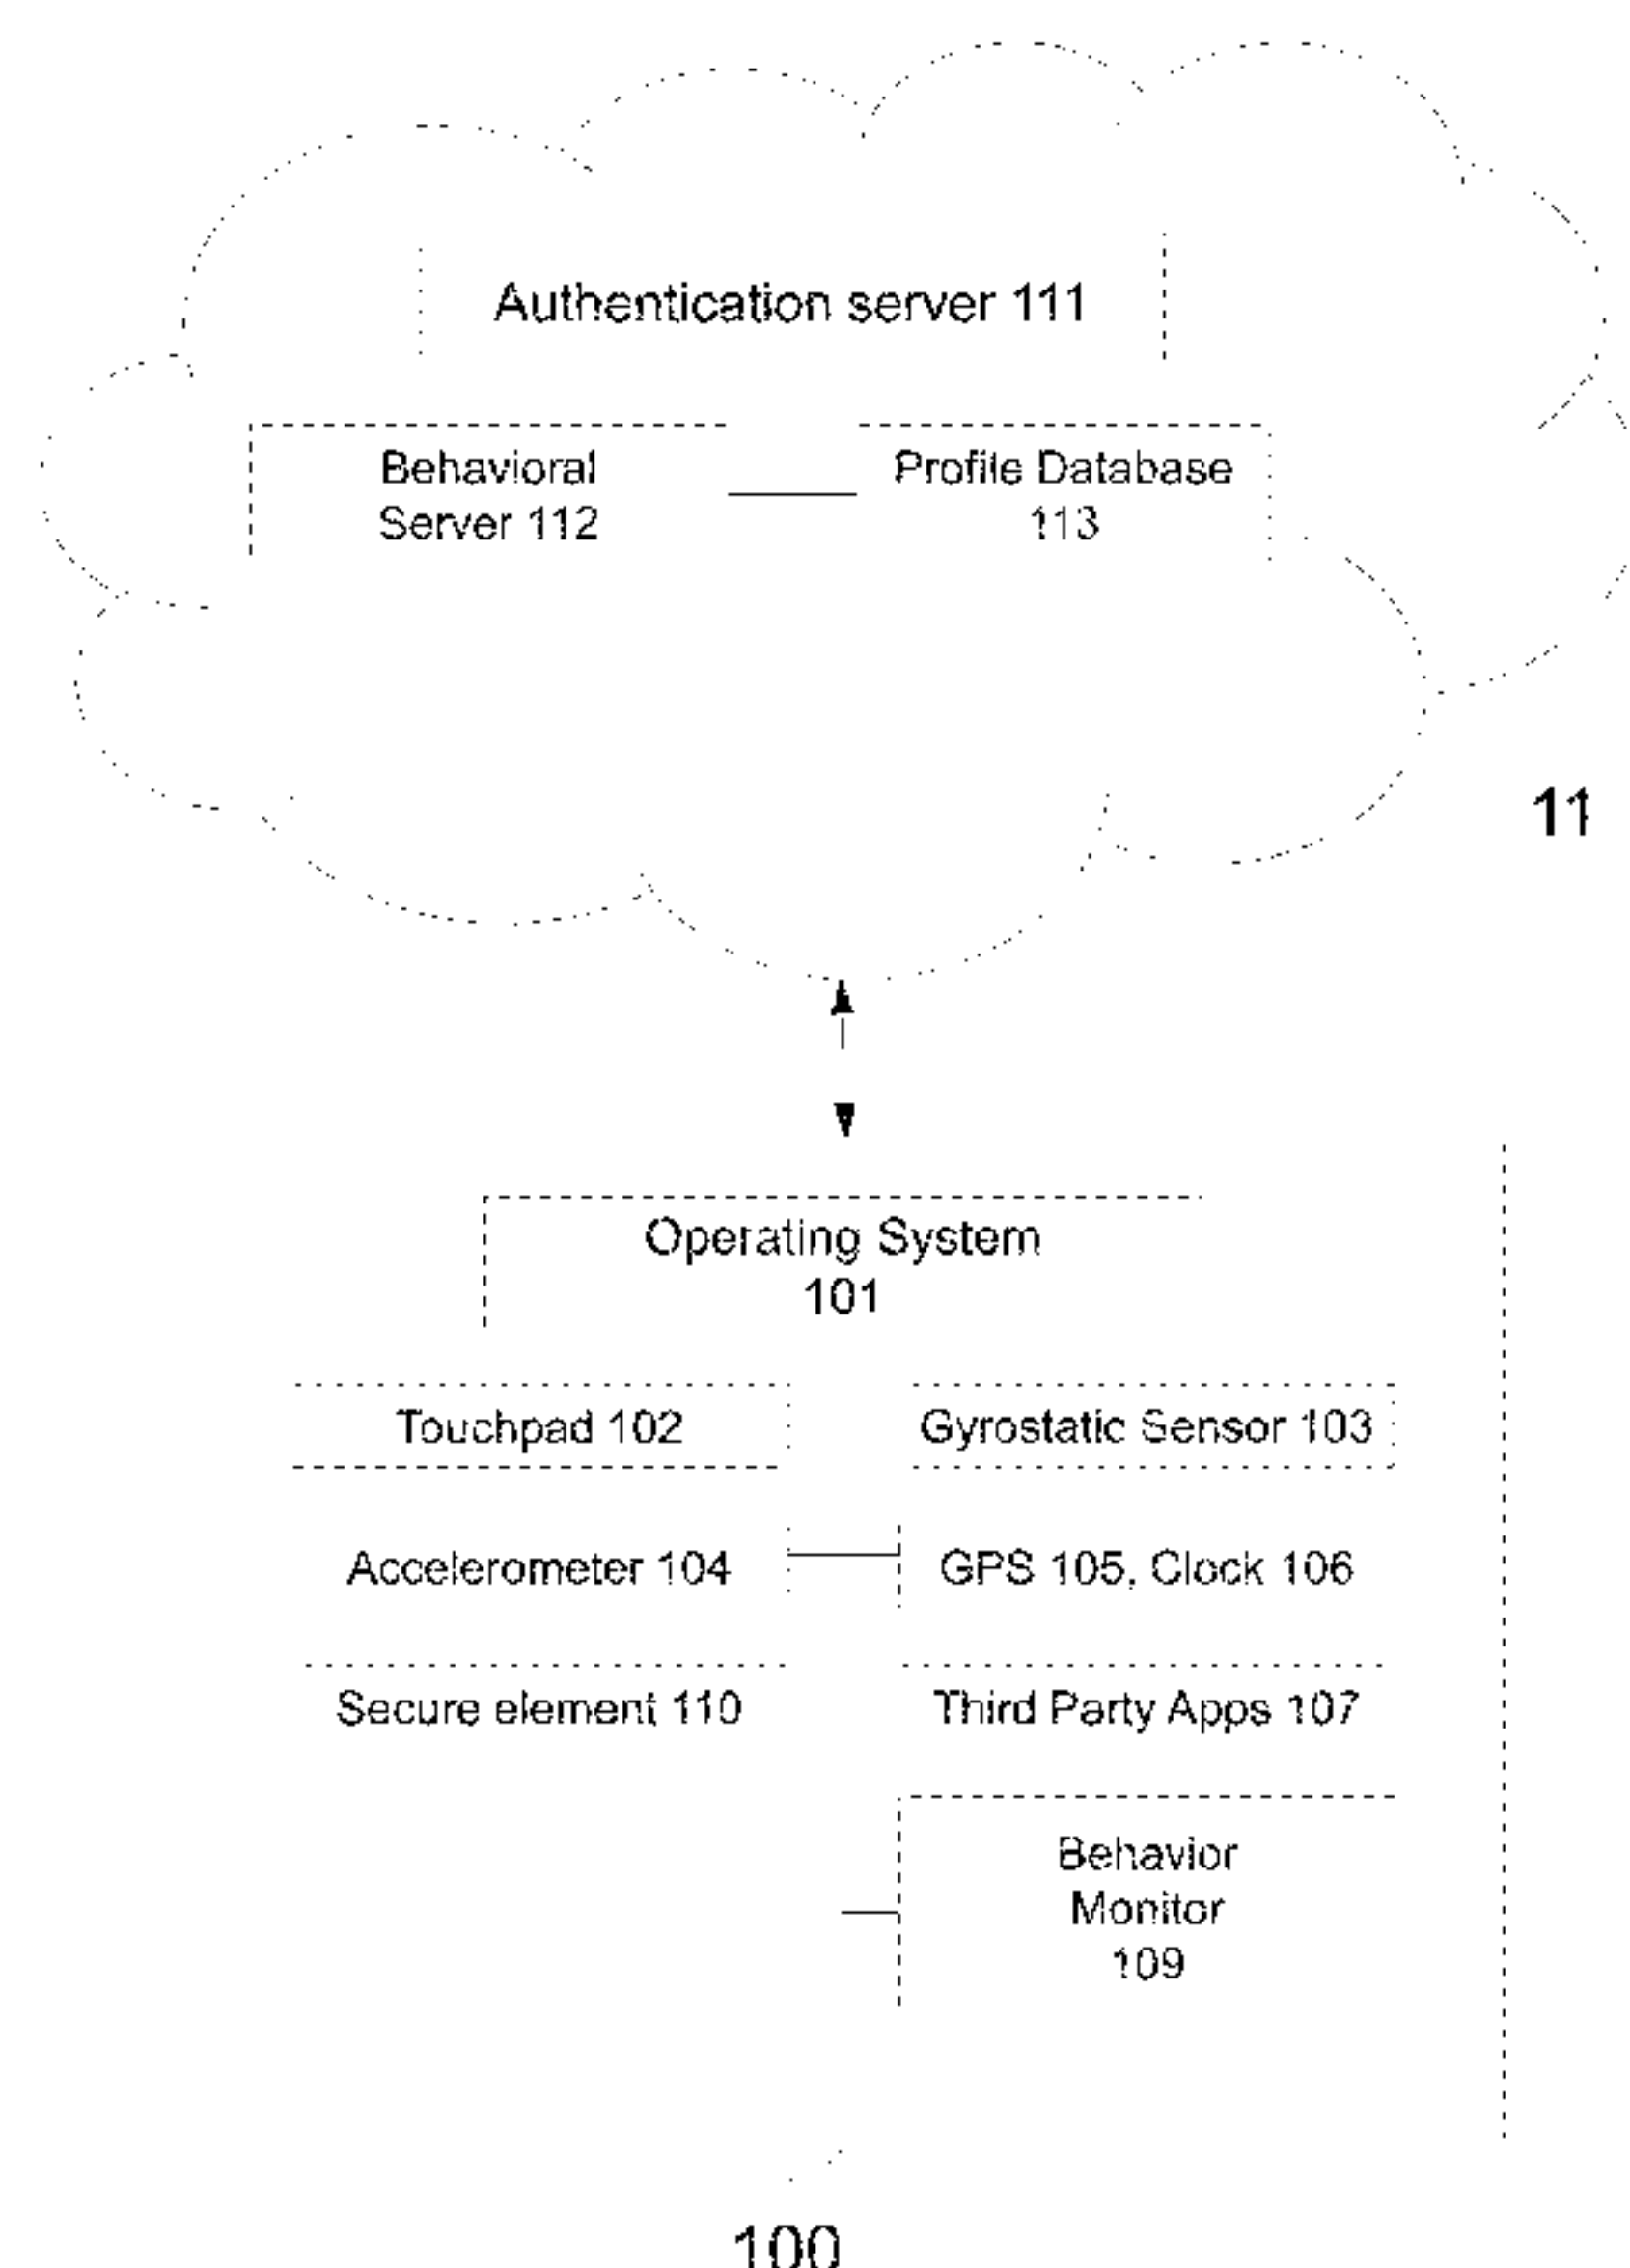 Authentication server 111
Behavioral
Server 112
Profile Database
113
11
Operating System
101
Touchpad 102
Gyrostatic Sensor 103
Accelerometer 104
GPS 105, Clock 106
Secure element 110
Third Party Apps 107
Behavior
Monitor
109
100